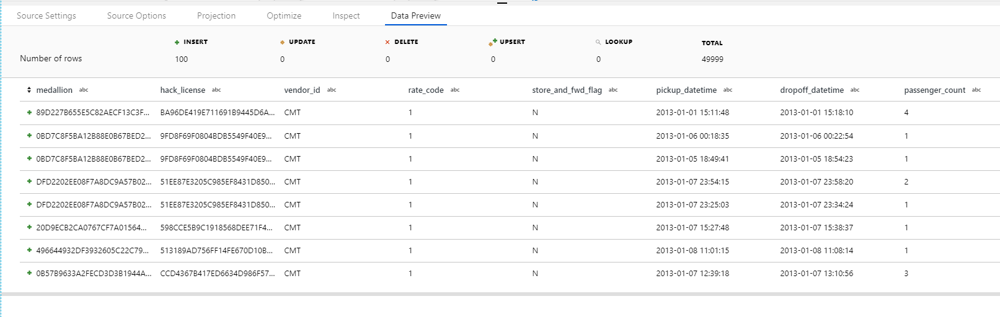 Source Settings Source Options Projection Optimize Inspect Data Preview
INSERT UPDATE DELETE UPSERT LOOKUP TOTAL
Number of rows 100 0 0 0 0 49999
medallion abc hack_license abc vendor_id abc rate_code abc store_and_fwd_flag abc pickup_datetime abc dropoff_datetime abc passenger_count abc
89D227B655E5C82AECF13C3F... BA96DE419E711691B9445D6A... CMT 1 N 2013-01-01 15:11:48 2013-01-01 15:18:10 4
0BD7C8F5BA12B88E0B67BED2... 9FD8F69F0804BDB5549F40E9... CMT 1 N 2013-01-06 00:18:35 2013-01-06 00:22:54 1
0BD7C8F5BA12B88E0B67BED2... 9FD8F69F0804BDB5549F40E9... CMT 1 N 2013-01-05 18:49:41 2013-01-05 18:54:23 1
DFD2202EE08F7A8DC9A57B02... 51EE87E3205C985EF8431D850... CMT 1 N 2013-01-07 23:54:15 2013-01-07 23:58:20 2
DFD2202EE08F7A8DC9A57B02... 51EE87E3205C985EF8431D850... CMT 1 N 2013-01-07 23:25:03 2013-01-07 23:34:24 1
20D9ECB2CA0767CF7A01564... 598CCE5B9C1918568DEE71F4... CMT 1 N 2013-01-07 15:27:48 2013-01-07 15:38:37 1
496644932DF3932605C22C79... 513189AD756FF14FE670D10B... CMT 1 N 2013-01-08 11:01:15 2013-01-08 11:08:14 1
0B57B9633A2FECD3D3B1944A... CCD4367B417ED6634D986F57... CMT 1 N 2013-01-07 12:39:18 2013-01-07 13:10:56 3